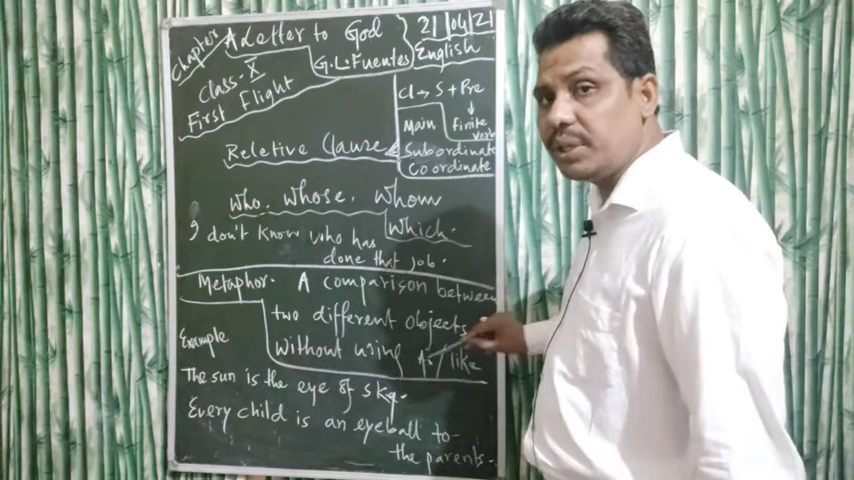 Chapter
A Letter to God
G.L. Fuentes
21/04/21
English
Class. X
First Flight
Cl → S + Pre
↓
Main
Finite
verb
Subordinate
Coordinate
Reletive Clause
Who. Whose. Whom
Which.
I don't know who has
done that job.
Metaphor. A comparison between
two different objects
without using As/like
Example
The sun is the eye of sky.
Every child is an eyeball to
the parents.